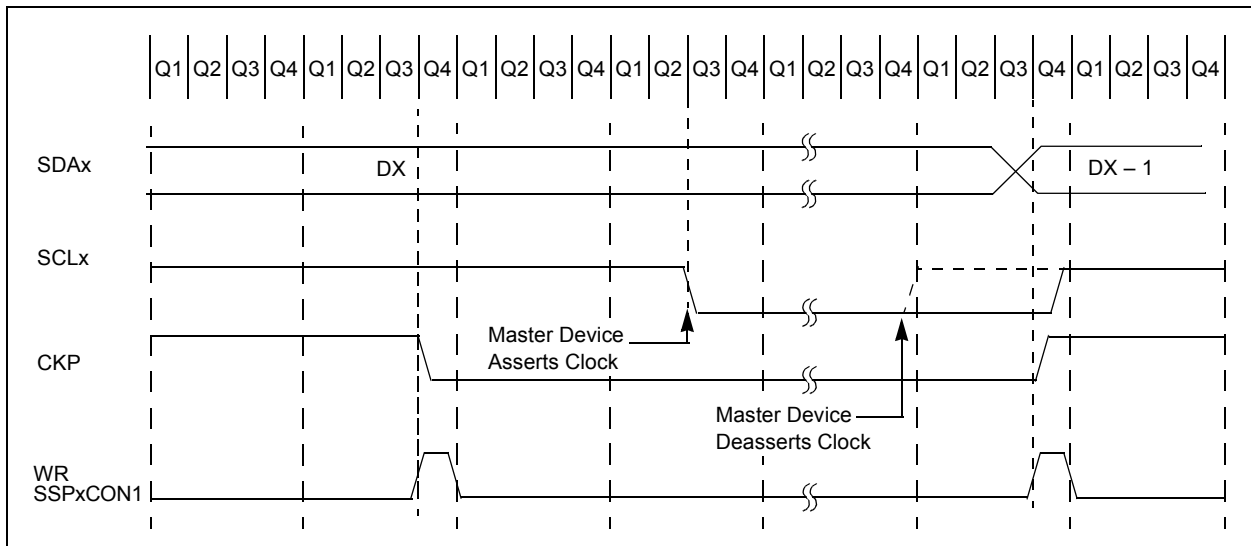 Q1 Q2 Q3 Q4 Q1 Q2 Q3 Q4 Q1 Q2 Q3 Q4 Q1 Q2 Q3 Q4 Q1 Q2 Q3 Q4 Q1 Q2 Q3 Q4 Q1 Q2 Q3 Q4
SDAx
DX
DX – 1
SCLx
Master Device
Asserts Clock
CKP
Master Device
Deasserts Clock
WR
SSPxCON1